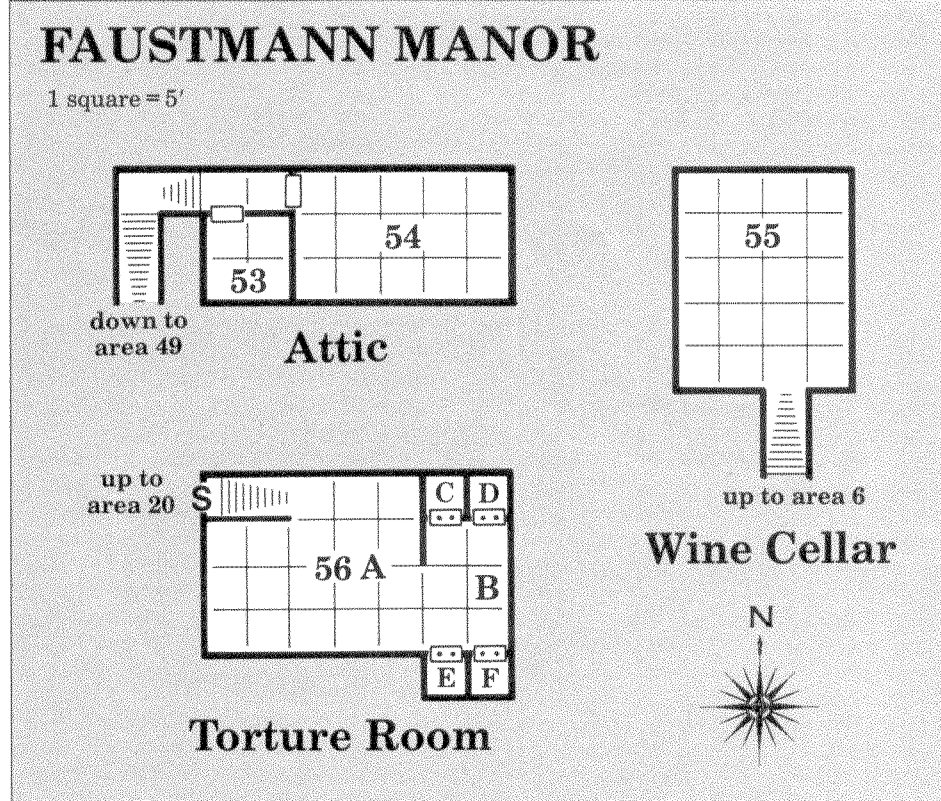 FAUSTMANN MANOR
1 square = 5′
54
53
down to
area 49
Attic
55
up to area 6
Wine Cellar
up to
area 20
S
C
D
56 A
B
E
F
Torture Room
N